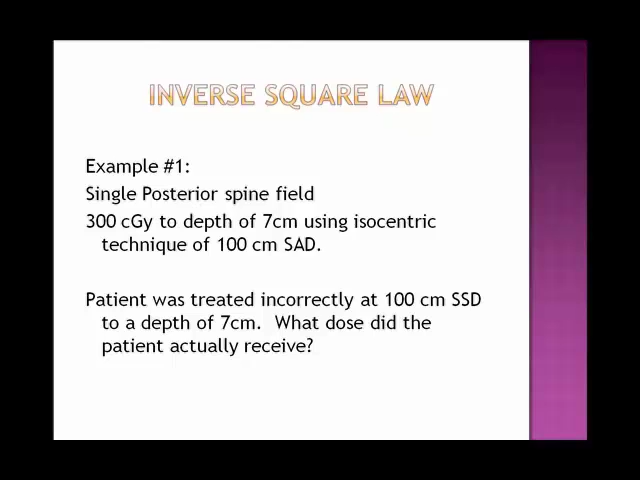 INVERSE SQUARE LAW
Example #1:
Single Posterior spine field
300 cGy to depth of 7cm using isocentric
technique of 100 cm SAD.
Patient was treated incorrectly at 100 cm SSD
to a depth of 7cm. What dose did the
patient actually receive?